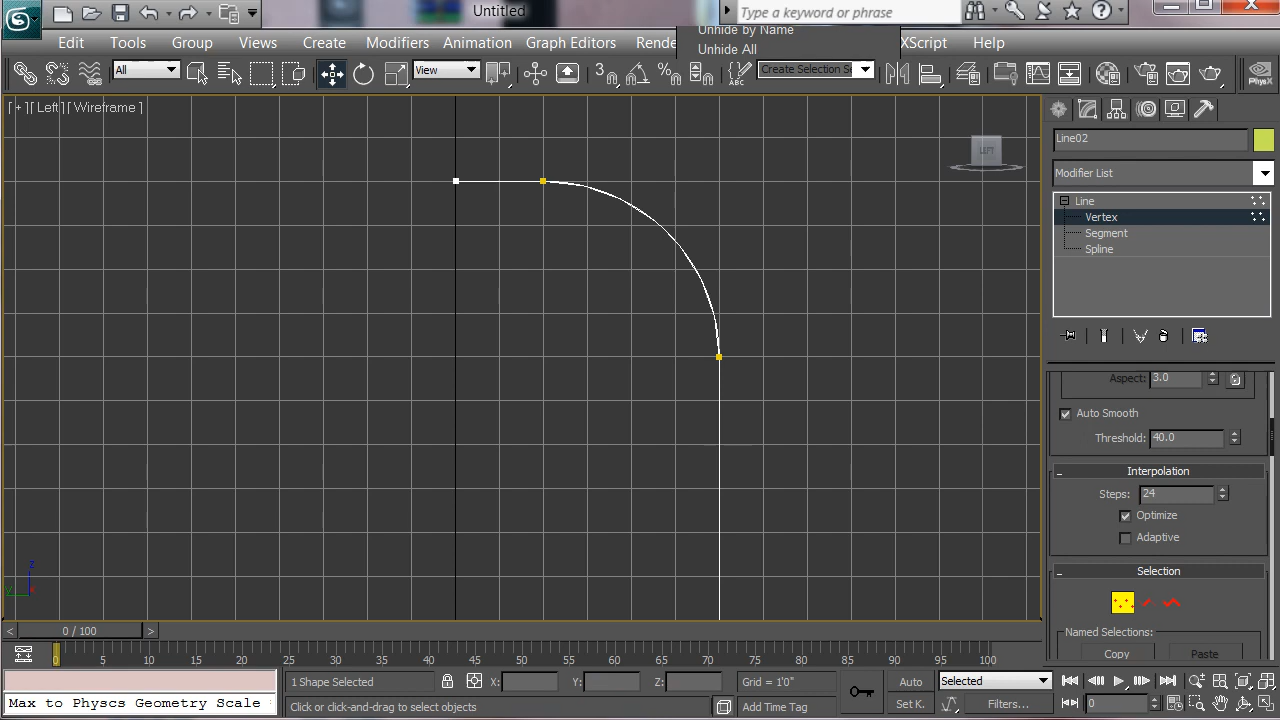 Untitled
Type a keyword or phrase
Unhide by Name
Unhide All
Edit Tools Group Views Create Modifiers Animation Graph Editors Rende XScript Help
All
View
3
Create Selection Se
PhysX
[ + ][ Left ][ Wireframe ]
LEFT
Line02
Modifier List
Line
Vertex
Segment
Spline
Aspect: 3.0
Auto Smooth
Threshold: 40.0
Interpolation
Steps: 24
Optimize
Adaptive
Selection
Named Selections:
Copy Paste
z
y x
< 0 / 100 >
0 5 10 15 20 25 30 35 40 45 50 55 60 65 70 75 80 85 90 95 100
1 Shape Selected X: Y: Z: Grid = 1'0" Auto Selected
Max to Physcs Geometry Scale
Click or click-and-drag to select objects Add Time Tag Set K. Filters... 0